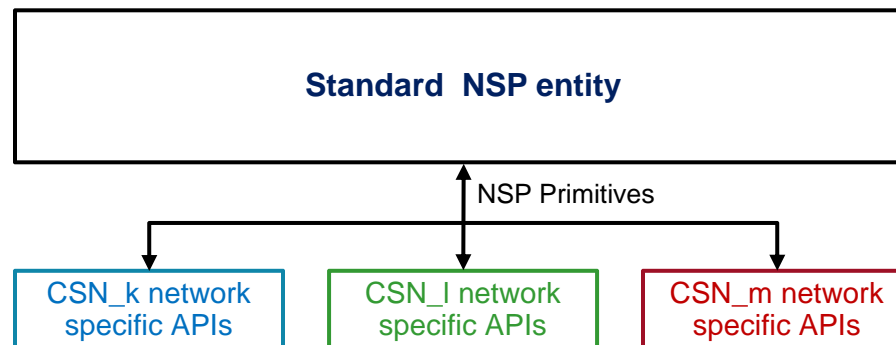 Standard NSP entity
NSP Primitives
CSN_k network
specific APIs
CSN_l network
specific APIs
CSN_m network
specific APIs